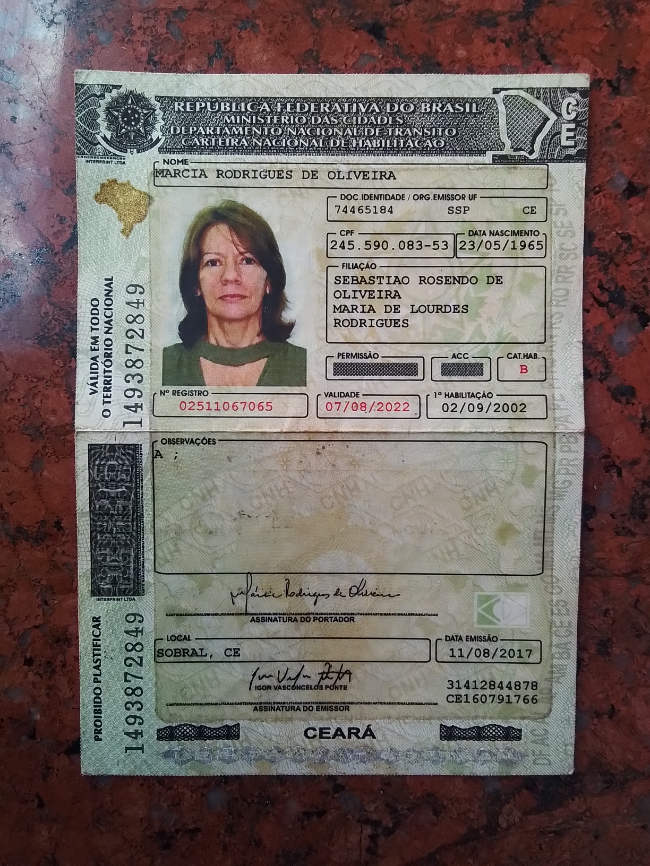 REPÚBLICA FEDERATIVA DO BRASIL
MINISTÉRIO DAS CIDADES
DEPARTAMENTO NACIONAL DE TRÂNSITO
CARTEIRA NACIONAL DE HABILITAÇÃO
CE
NOME
MARCIA RODRIGUES DE OLIVEIRA
DOC. IDENTIDADE / ORG. EMISSOR UF
74465184 SSP CE
CPF
245.590.083-53
DATA NASCIMENTO
23/05/1965
FILIAÇÃO
SEBASTIAO ROSENDO DE
OLIVEIRA
MARIA DE LOURDES
RODRIGUES
PERMISSÃO
ACC
CAT. HAB.
B
Nº REGISTRO
02511067065
VALIDADE
07/08/2022
1ª HABILITAÇÃO
02/09/2002
VÁLIDA EM TODO
O TERRITÓRIO NACIONAL
1493872849
OBSERVAÇÕES
A ;
Márcia Rodrigues de Oliveira
ASSINATURA DO PORTADOR
LOCAL
SOBRAL, CE
DATA EMISSÃO
11/08/2017
IGOR VASCONCELOS PONTE
ASSINATURA DO EMISSOR
31412844878
CE160791766
PROIBIDO PLASTIFICAR
1493872849
INTERPRINT LTDA
CEARÁ